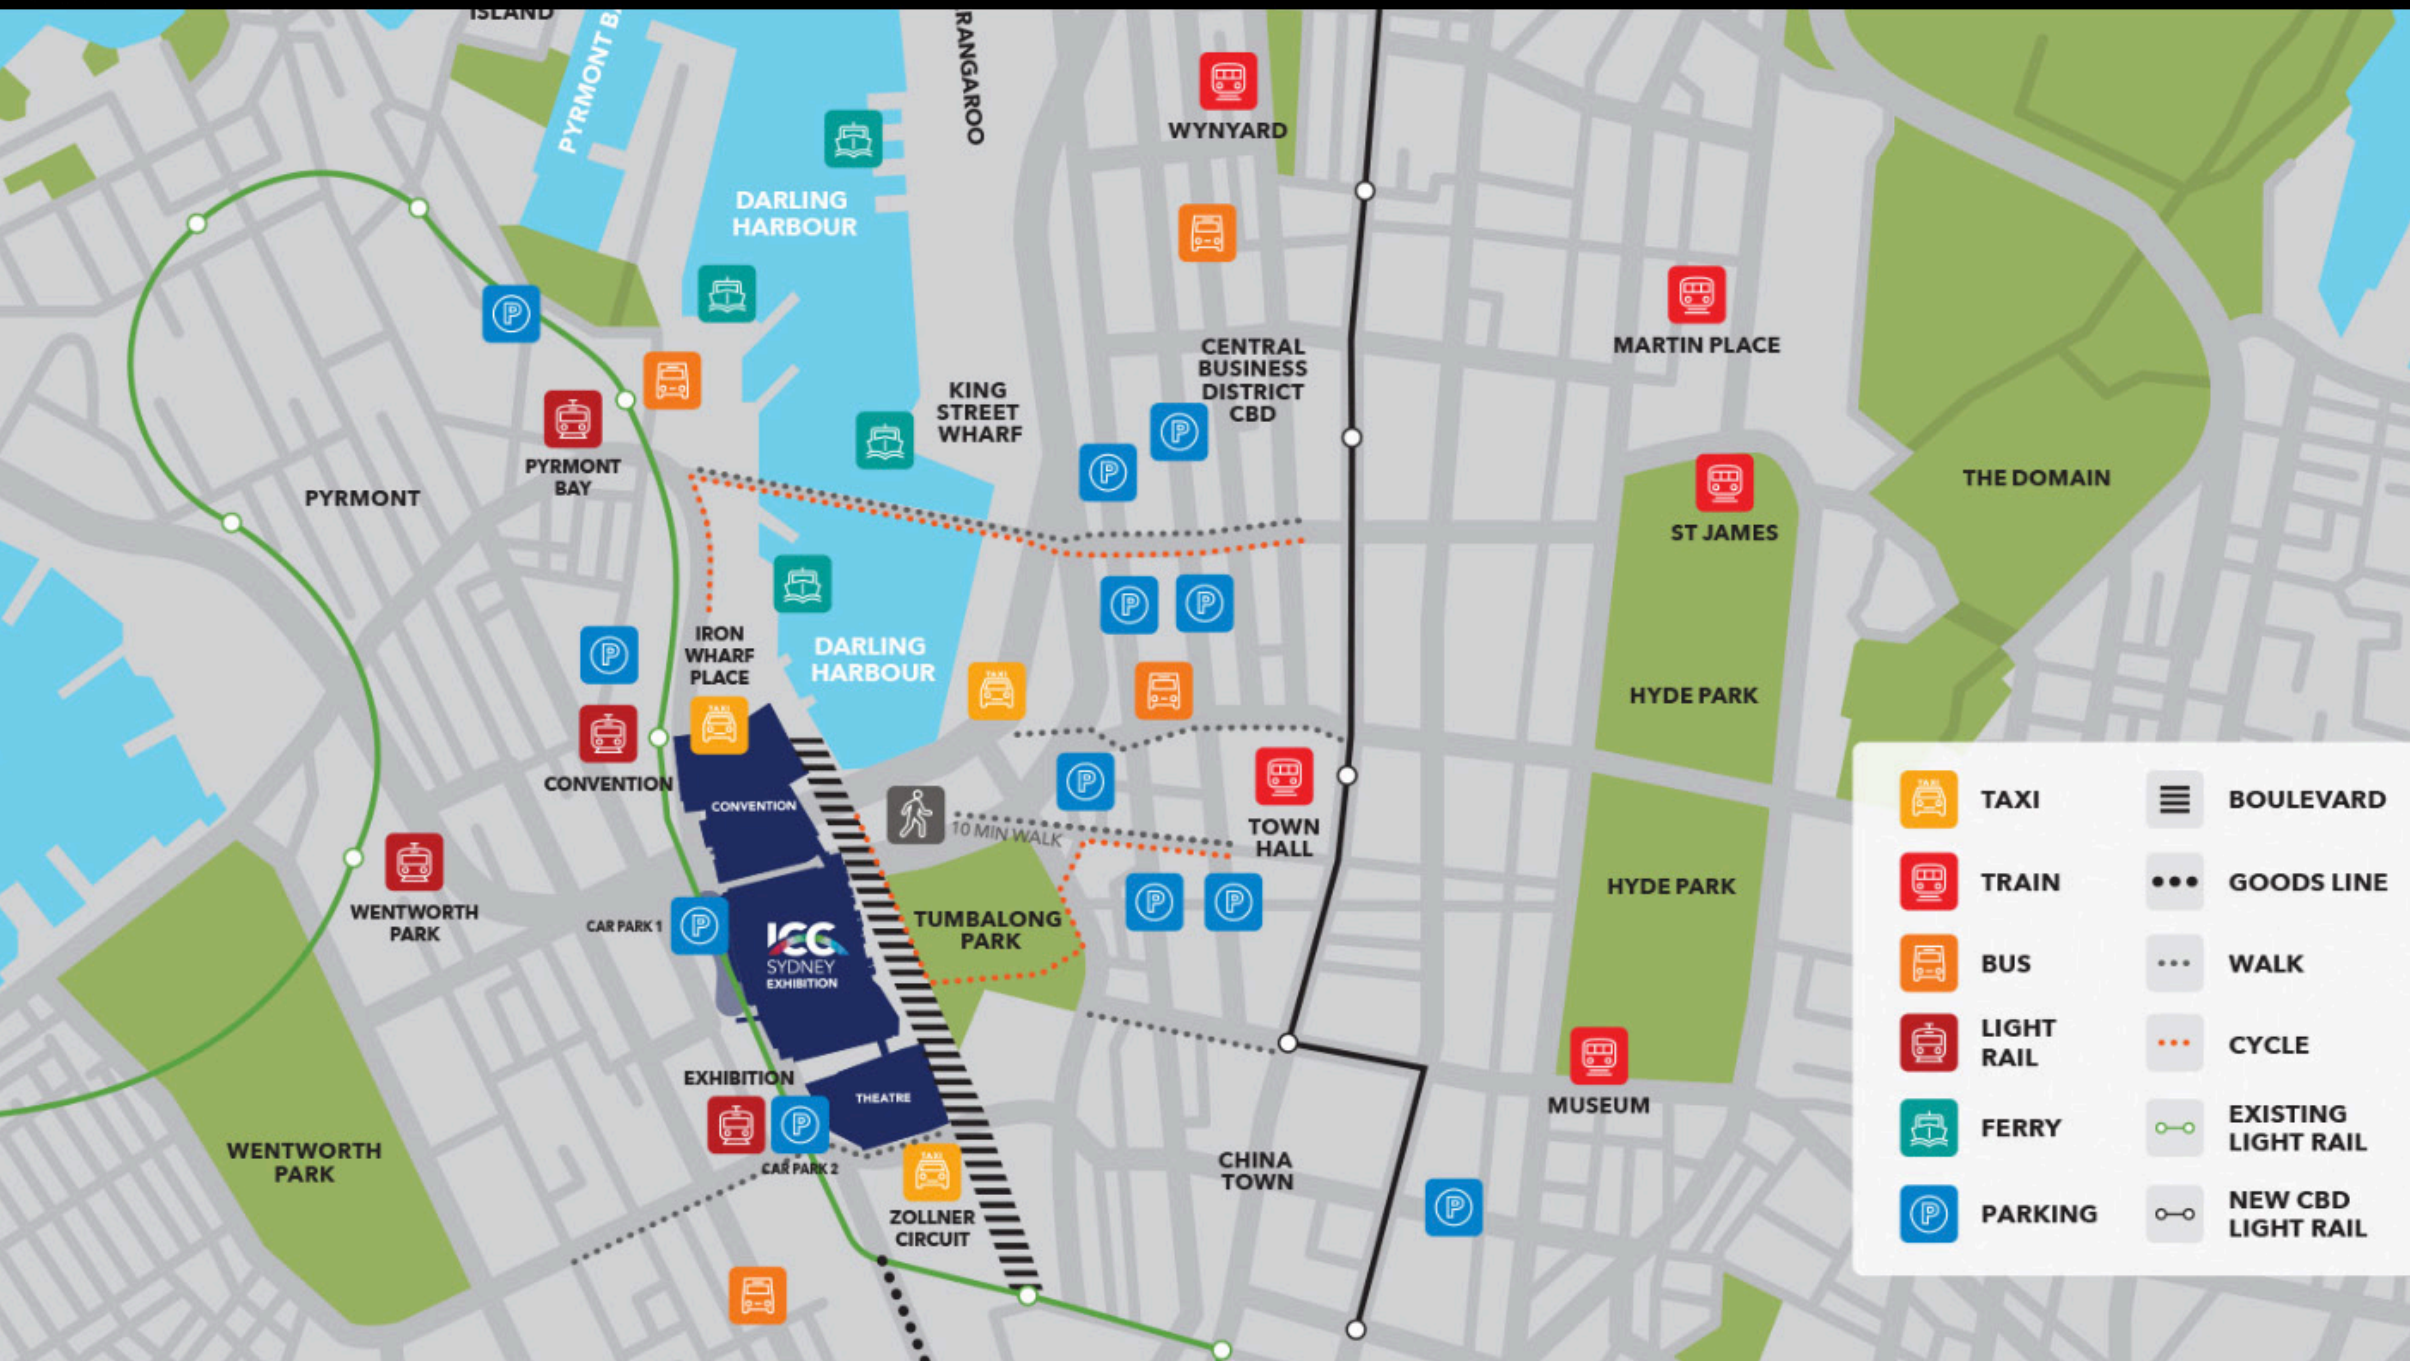 ISLAND
PYRMONT
RANGAROO
WYNYARD
DARLING
HARBOUR
MARTIN PLACE
CENTRAL
BUSINESS
DISTRICT
CBD
KING
STREET
WHARF
PYRMONT
BAY
PYRMONT
ST JAMES
THE DOMAIN
IRON
WHARF
PLACE
DARLING
HARBOUR
TAXI
TAXI
HYDE PARK
CONVENTION
CONVENTION
10 MIN WALK
TOWN
HALL
WENTWORTH
PARK
CAR PARK 1
ICC
SYDNEY
EXHIBITION
TUMBALONG
PARK
HYDE PARK
EXHIBITION
THEATRE
MUSEUM
CAR PARK 2
WENTWORTH
PARK
TAXI
ZOLLNER
CIRCUIT
CHINA
TOWN
P
P
P
P
P
P
P
P
P
P
P
P
TAXI
TAXI
TRAIN
BUS
LIGHT
RAIL
FERRY
P
PARKING
BOULEVARD
GOODS LINE
WALK
CYCLE
EXISTING
LIGHT RAIL
NEW CBD
LIGHT RAIL